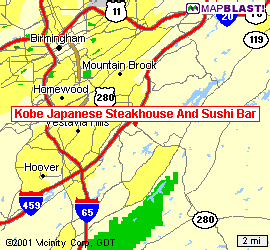 MAPBLAST!
11
20
79
119
Birmingham
Mountain Brook
Homewood
280
Kobe Japanese Steakhouse And Sushi Bar
Vestavia Hills
Hoover
459
65
280
©2001 Vicinity Corp, GDT
2 mi